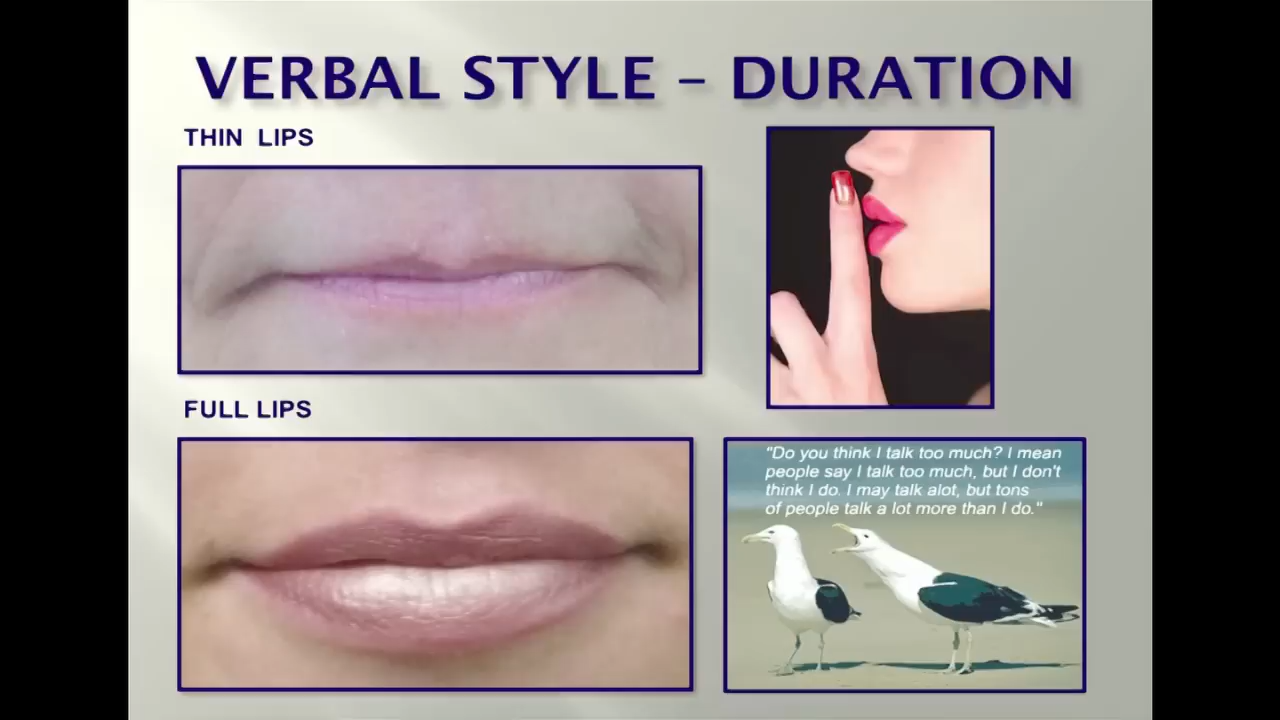 VERBAL STYLE – DURATION
THIN LIPS
FULL LIPS
"Do you think I talk too much? I mean
people say I talk too much, but I don't
think I do. I may talk alot, but tons
of people talk a lot more than I do."